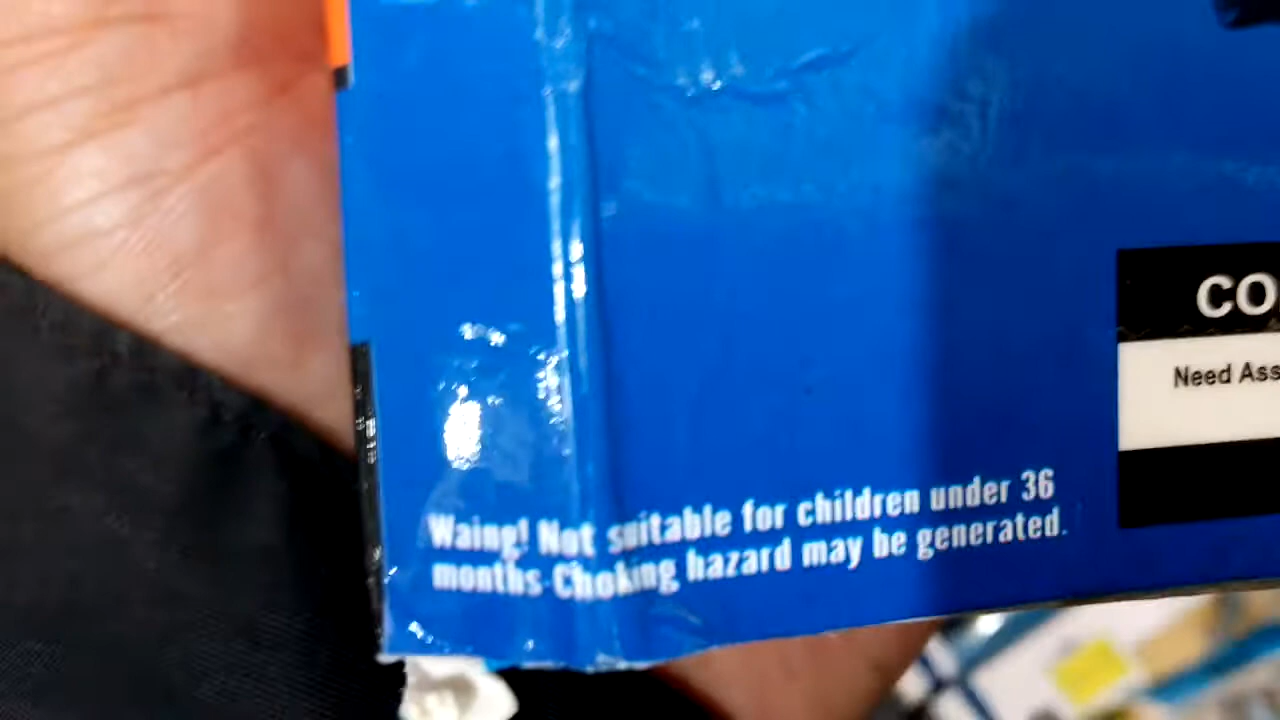 CO
Need Ass
Waing! Not suitable for children under 36
months Choking hazard may be generated.